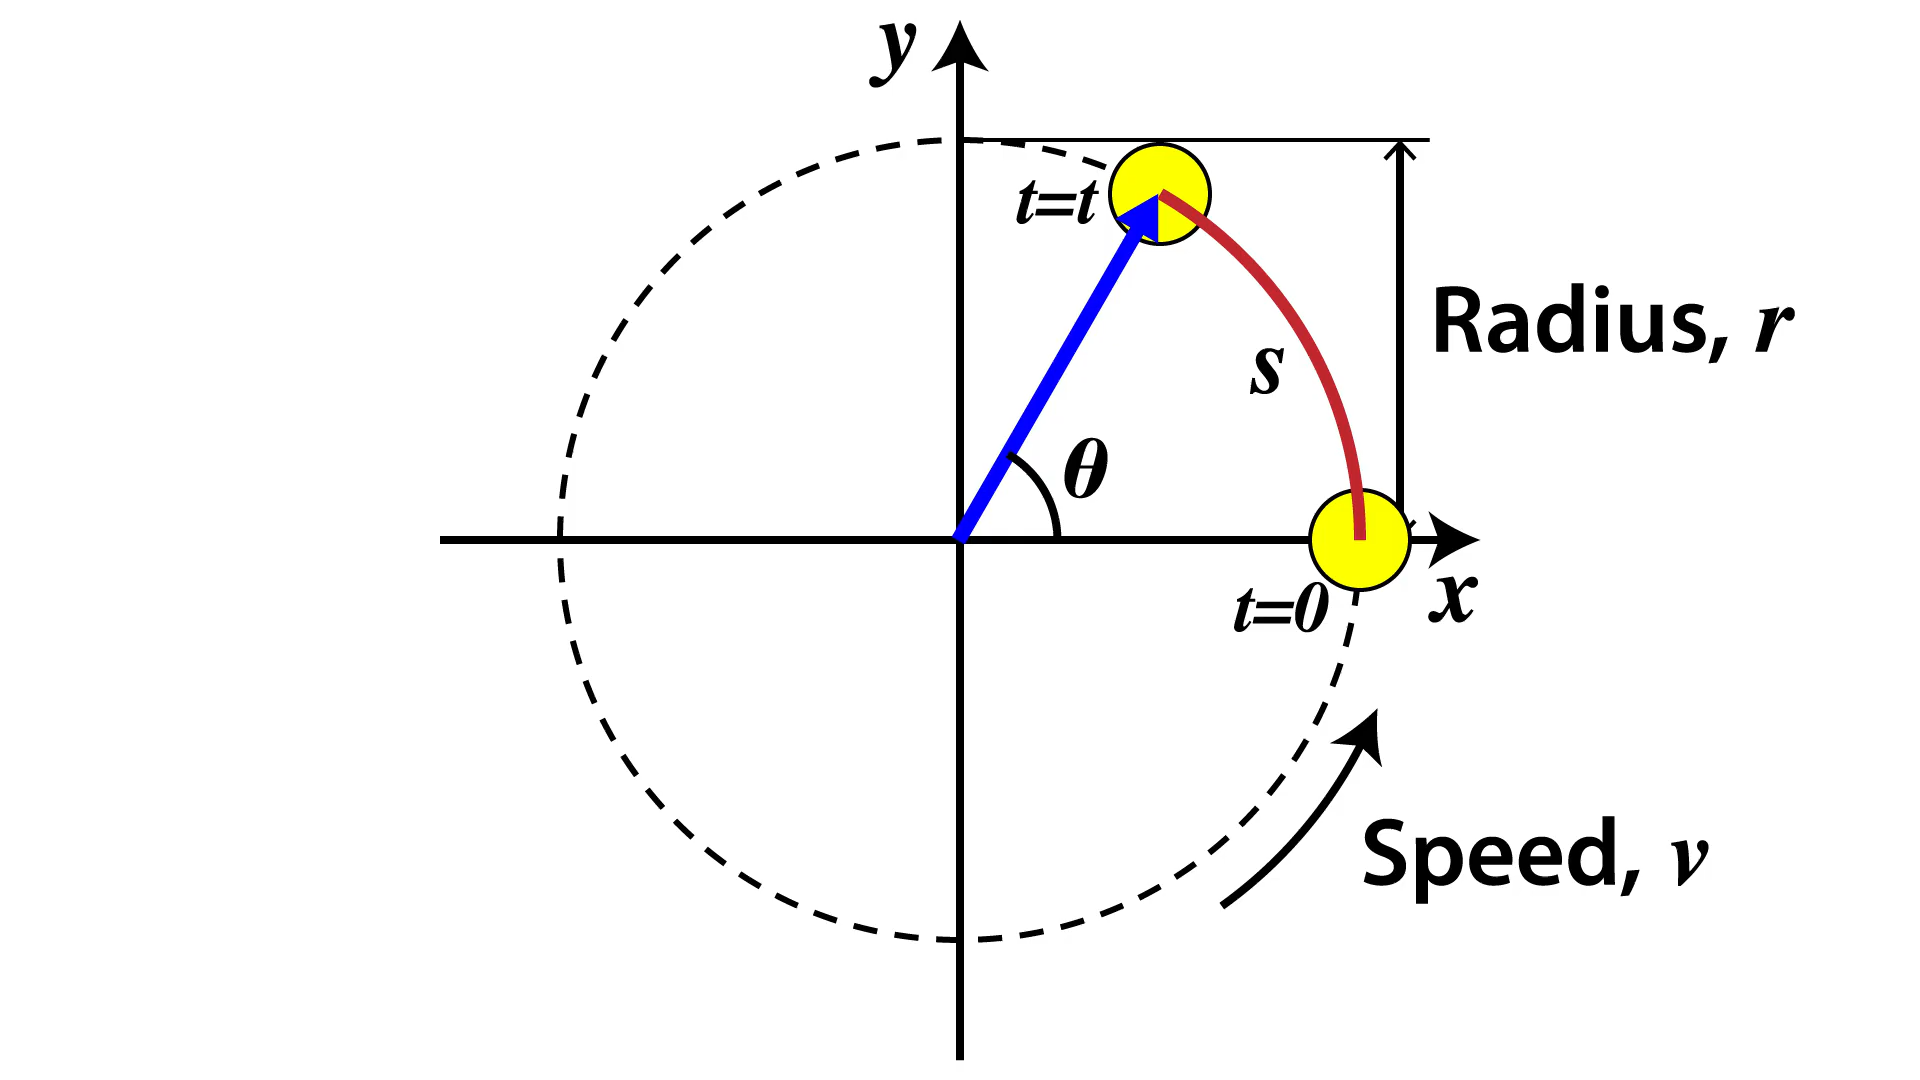 y
t=t
Radius, r
s
θ
x
t=0
Speed, v